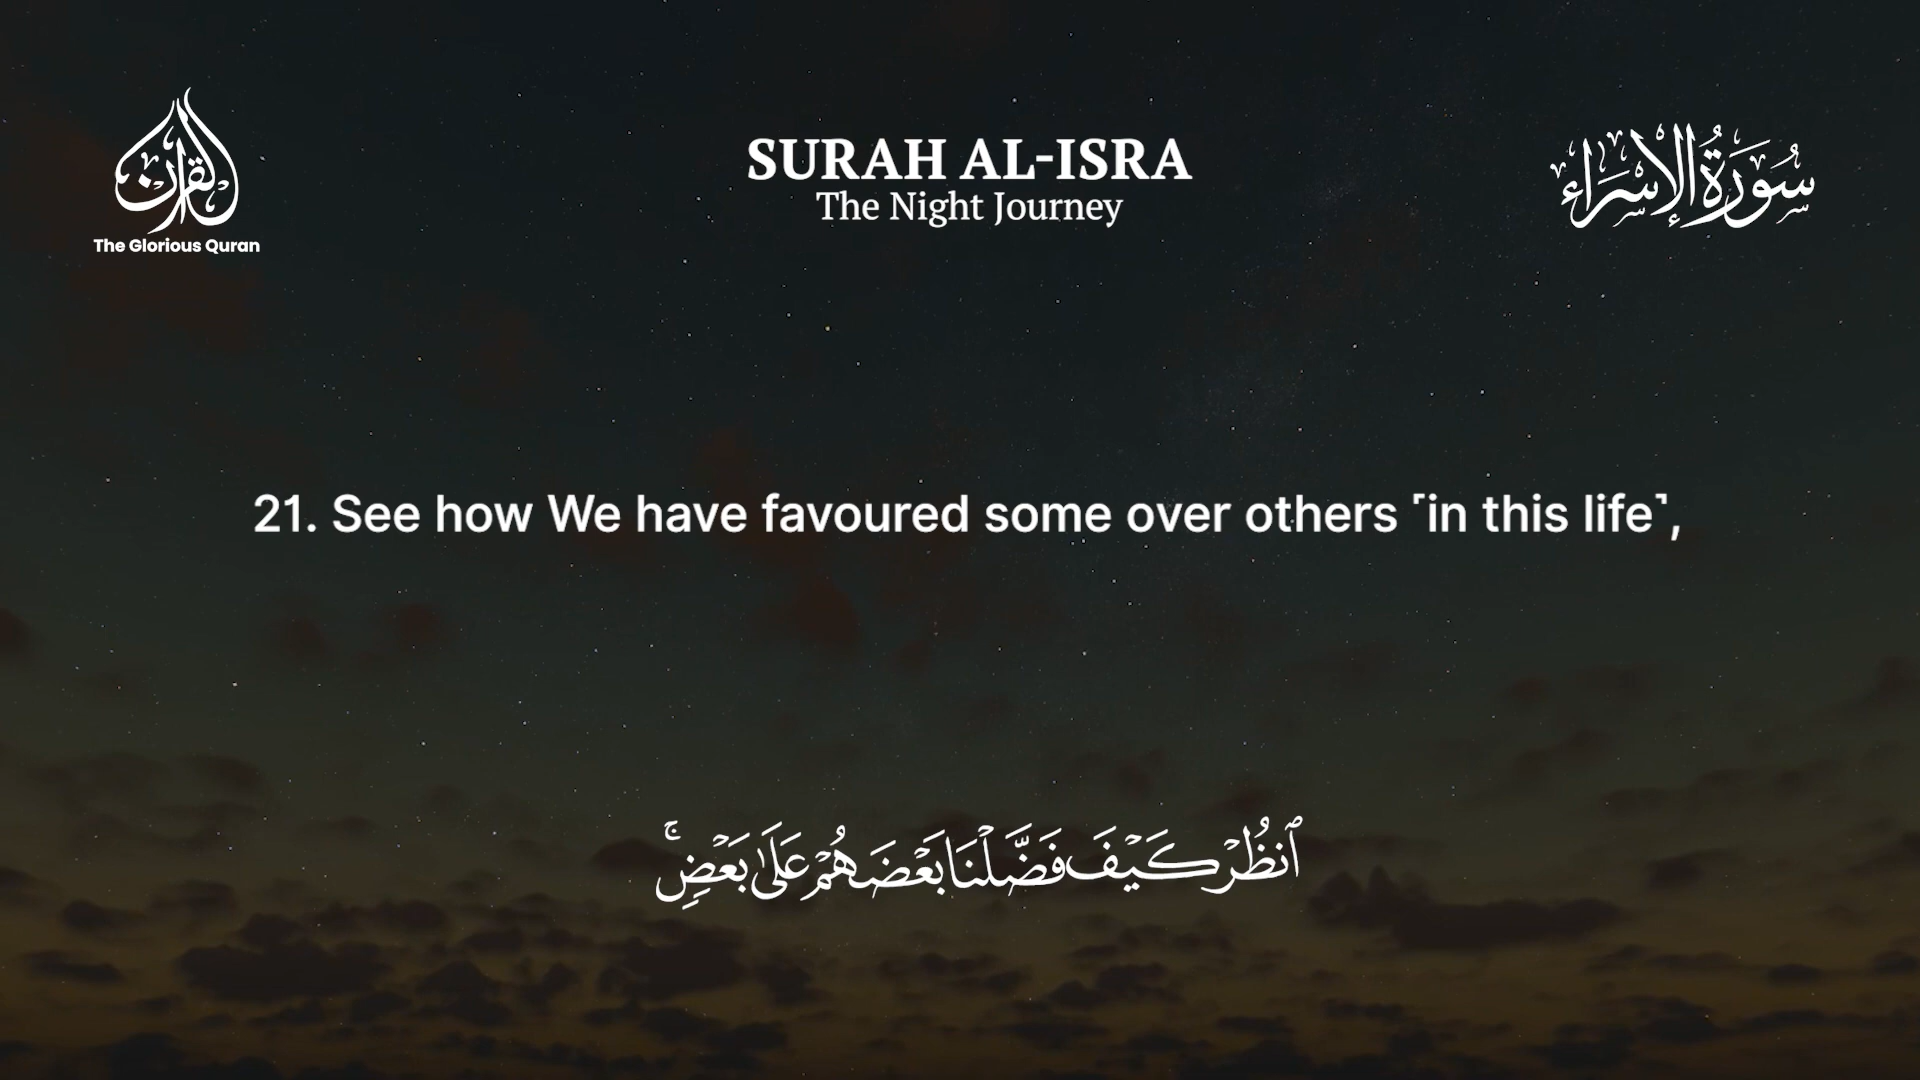 القرآن
The Glorious Quran
SURAH AL-ISRA
The Night Journey
سُورَةُ الإِسْرَاء
21. See how We have favoured some over others ˹in this life˺,
ٱنظُرْ كَيْفَ فَضَّلْنَا بَعْضَهُمْ عَلَىٰ بَعْضٍۚ